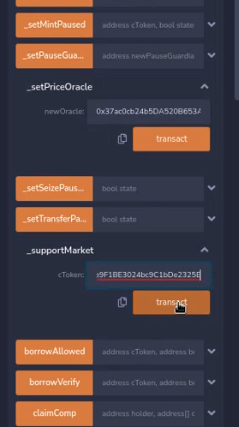 _setMintPaused address cToken, bool state
_setPauseGua... address newPauseGuardia
_setPriceOracle
newOracle: 0x37ac0cb24b5DA520B653A
transact
_setSeizePaus... bool state
_setTransferPa... bool state
_supportMarket
cToken: s9F1BE3024bc9C1bDe2325E
transact
borrowAllowed address cToken, address bo
borrowVerify address cToken, address bo
claimComp address holder, address[] c